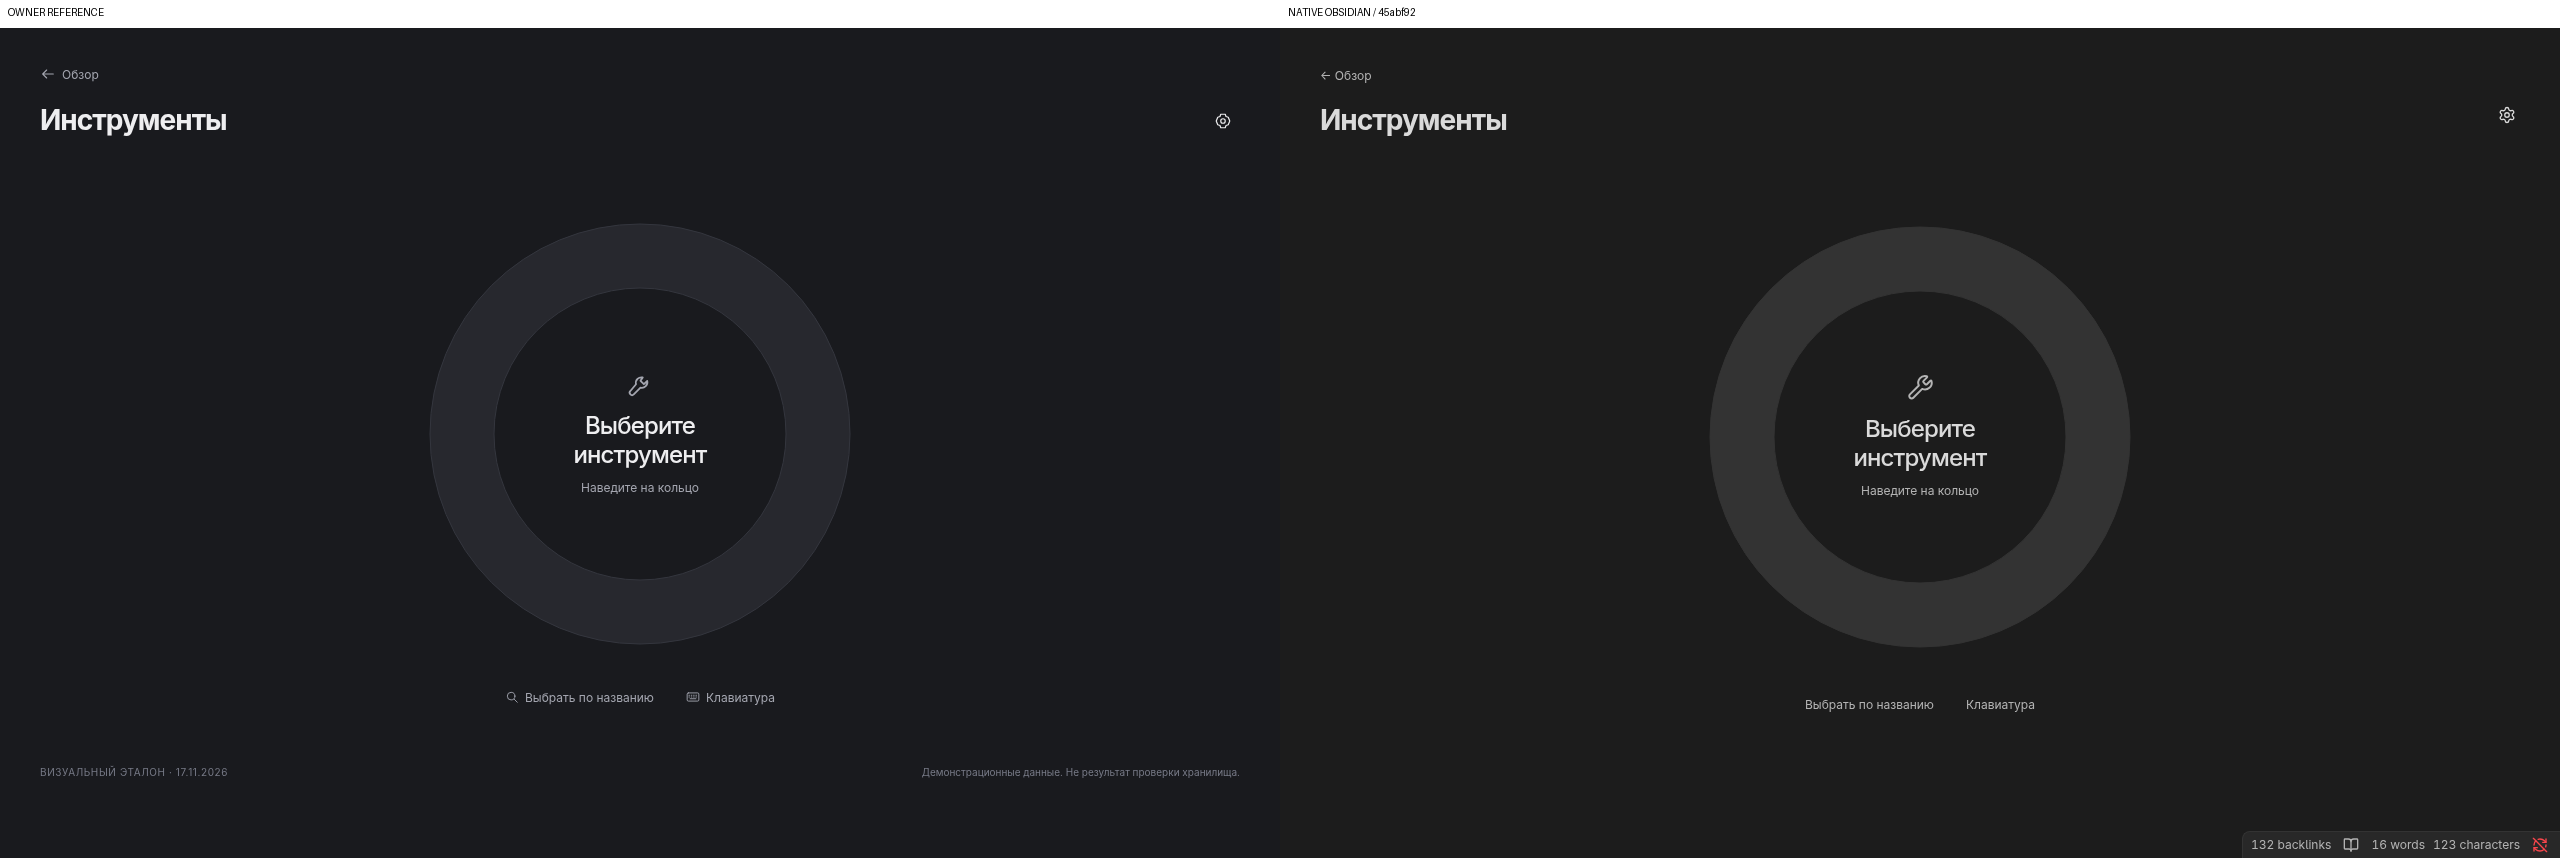 OWNER REFERENCE
← Обзор
Инструменты
Выберите
инструмент
Наведите на кольцо
Выбрать по названию
Клавиатура
ВИЗУАЛЬНЫЙ ЭТАЛОН · 17.11.2026
Демонстрационные данные. Не результат проверки хранилища.
NATIVE OBSIDIAN / 45abf92
← Обзор
Инструменты
Выберите
инструмент
Наведите на кольцо
Выбрать по названию
Клавиатура
132 backlinks 16 words 123 characters